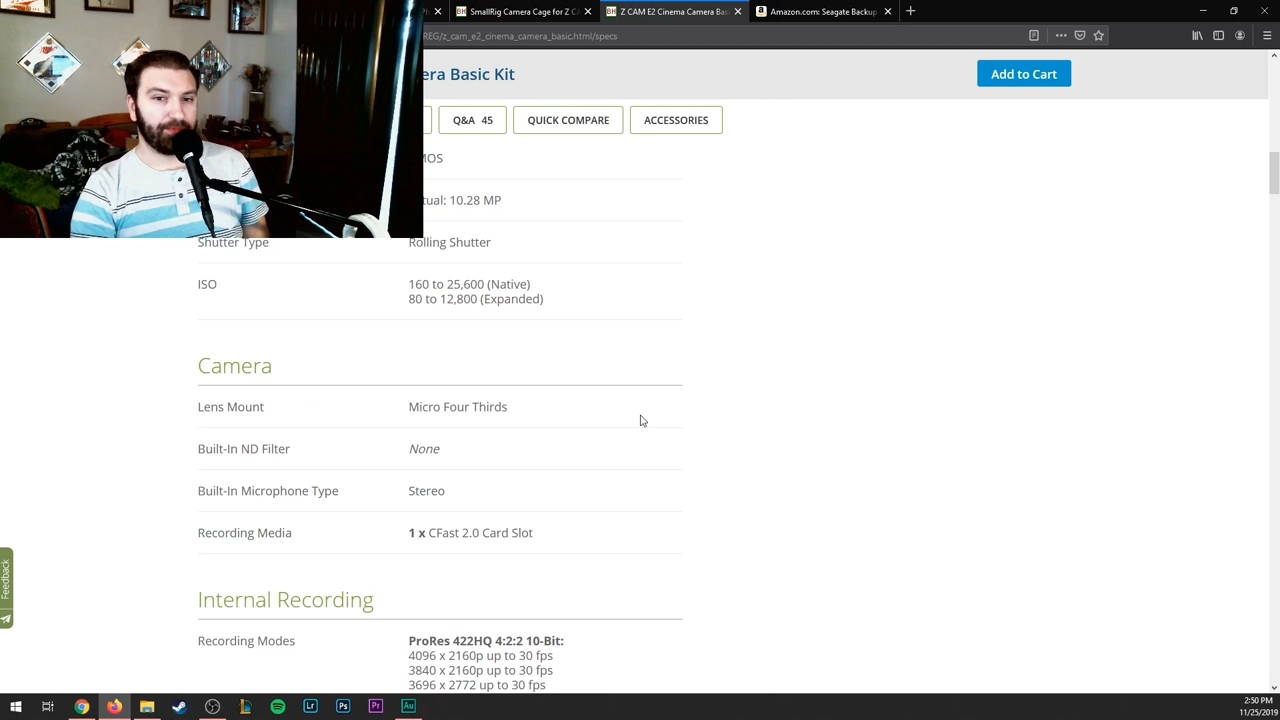 SmallRig Camera Cage for Z C
Z CAM E2 Cinema Camera Bas
Amazon.com: Seagate Backup
REG/z_cam_e2_cinema_camera_basic.html/specs
era Basic Kit
Add to Cart
Q&A 45
QUICK COMPARE
ACCESSORIES
MOS
tual: 10.28 MP
Shutter Type
Rolling Shutter
ISO
160 to 25,600 (Native)
80 to 12,800 (Expanded)
Camera
Lens Mount
Micro Four Thirds
Built-In ND Filter
None
Built-In Microphone Type
Stereo
Recording Media
1 x CFast 2.0 Card Slot
Internal Recording
Recording Modes
ProRes 422HQ 4:2:2 10-Bit:
4096 x 2160p up to 30 fps
3840 x 2160p up to 30 fps
3696 x 2772 up to 30 fps
Feedback
Lr
Ps
Pr
Au
2:50 PM
11/25/2019